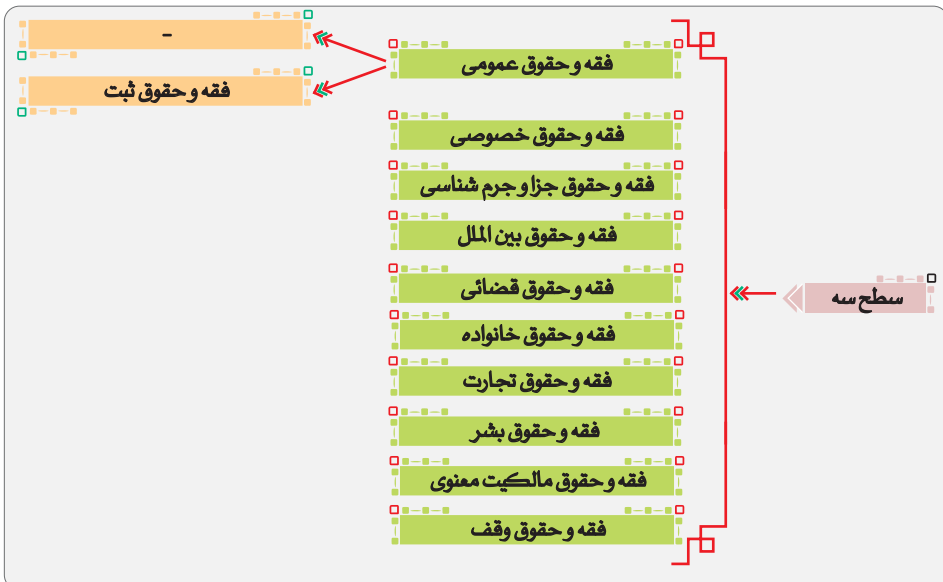 سطح سه
فقه و حقوق عمومی
فقه و حقوق خصوصی
فقه و حقوق جزا و جرم شناسی
فقه و حقوق بین الملل
فقه و حقوق قضائی
فقه و حقوق خانواده
فقه و حقوق تجارت
فقه و حقوق بشر
فقه و حقوق مالکیت معنوی
فقه و حقوق وقف
-
فقه و حقوق ثبت